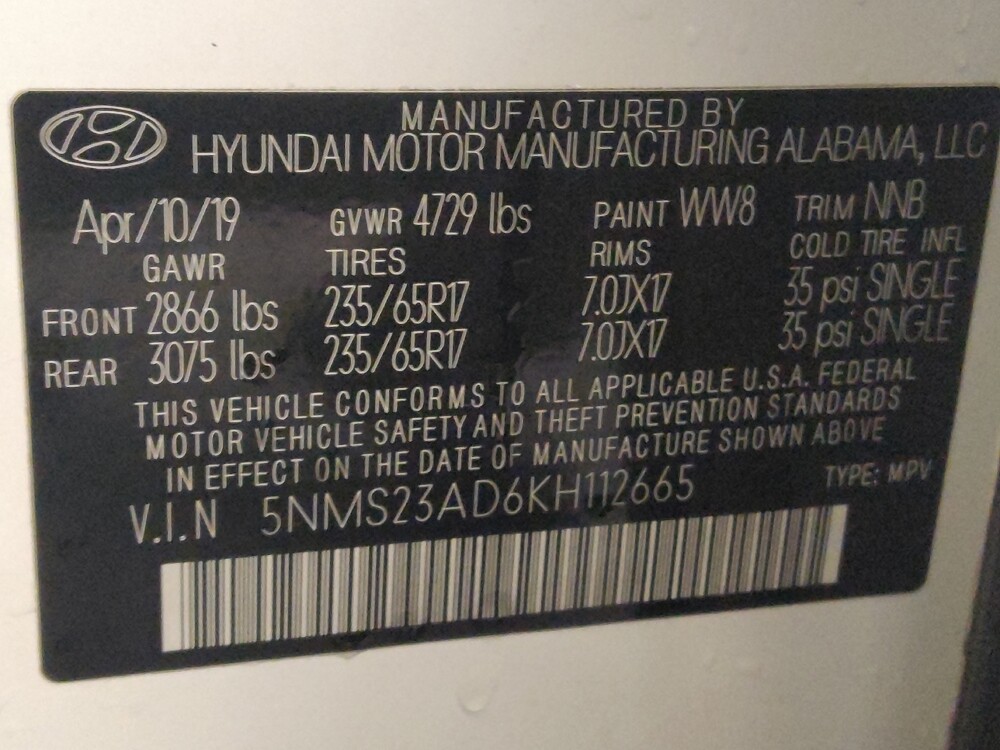 MANUFACTURED BY
HYUNDAI MOTOR MANUFACTURING ALABAMA, LLC
Apr/10/19 GVWR 4729 lbs PAINT WW8 TRIM NNB
GAWR TIRES RIMS COLD TIRE INFL
FRONT 2866 lbs 235/65R17 7.0JX17 35 psi SINGLE
REAR 3075 lbs 235/65R17 7.0JX17 35 psi SINGLE
THIS VEHICLE CONFORMS TO ALL APPLICABLE U.S.A. FEDERAL
MOTOR VEHICLE SAFETY AND THEFT PREVENTION STANDARDS
IN EFFECT ON THE DATE OF MANUFACTURE SHOWN ABOVE
V.I.N 5NMS23AD6KH112665 TYPE: MPV